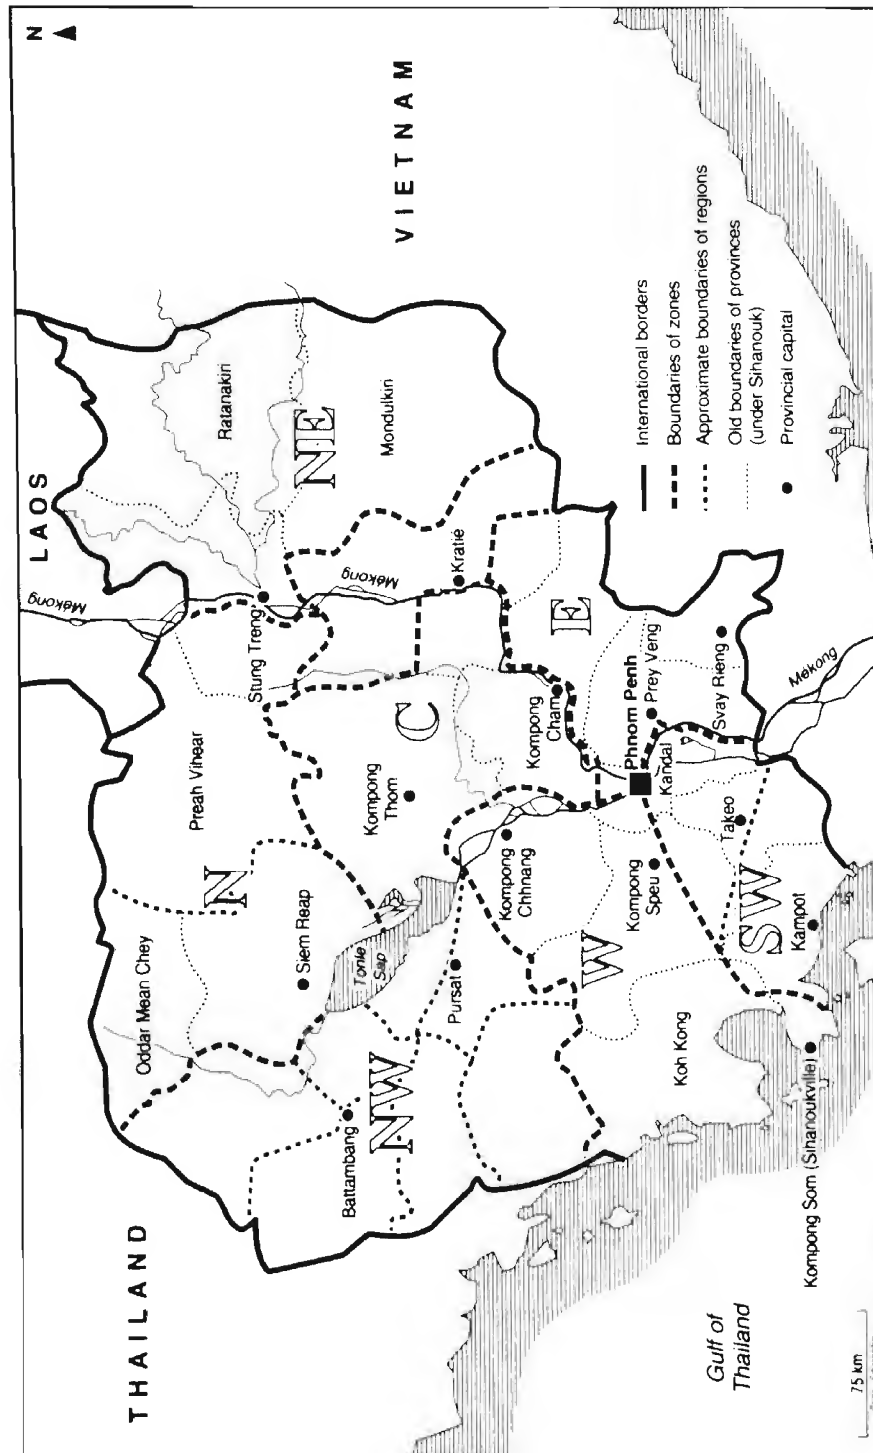 N
THAILAND
LAOS
VIETNAM
Mékong
Oddar Mean Chey
Preah Vihear
Stung Treng
Ratanakiri
N
NE
Siem Reap
Mondulkiri
Battambang
Tonle
Sap
Kompong
Thom
C
Mékong
Kratie
NW
Pursat
Kompong
Chhnang
Kompong
Cham
E
W
Kompong
Speu
Phnom Penh
Prey Veng
Kandal
Koh Kong
Svay Rieng
Takeo
SW
Kampot
Mékong
Kompong Som (Sihanoukville)
Gulf of
Thailand
International borders
Boundaries of zones
Approximate boundaries of regions
Old boundaries of provinces
(under Sihanouk)
Provincial capital
75 km